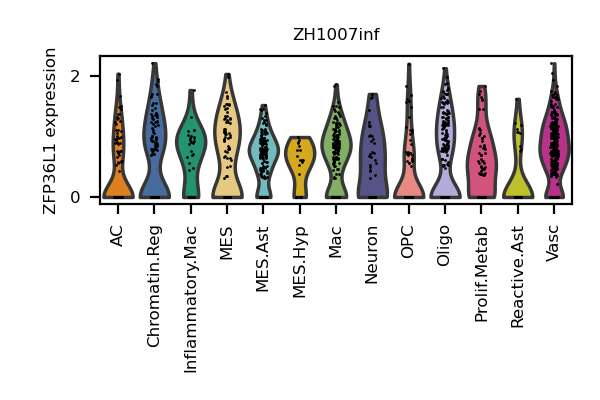 ZH1007inf
ZFP36L1 expression
2
0
AC
Chromatin.Reg
Inflammatory.Mac
MES
MES.Ast
MES.Hyp
Mac
Neuron
OPC
Oligo
Prolif.Metab
Reactive.Ast
Vasc